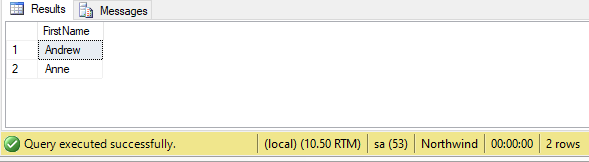 Results Messages
FirstName
1 Andrew
2 Anne
Query executed successfully. (local) (10.50 RTM) sa (53) Northwind 00:00:00 2 rows